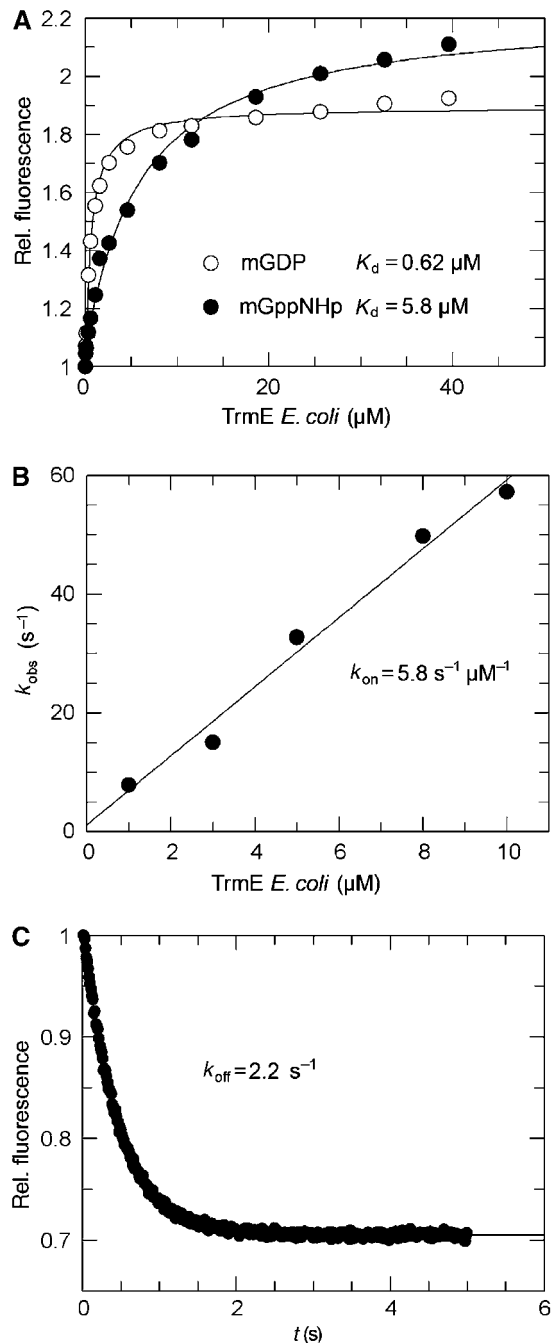 A
2.2
2
1.8
1.6
1.4
1.2
1
Rel. fluorescence
mGDP K_d = 0.62 µM
mGppNHp K_d = 5.8 µM
0 20 40
TrmE E. coli (µM)
B
60
40
20
0
k_obs (s⁻¹)
k_on = 5.8 s⁻¹ µM⁻¹
0 2 4 6 8 10
TrmE E. coli (µM)
C
1
0.9
0.8
0.7
Rel. fluorescence
k_off = 2.2 s⁻¹
0 2 4 6
t (s)